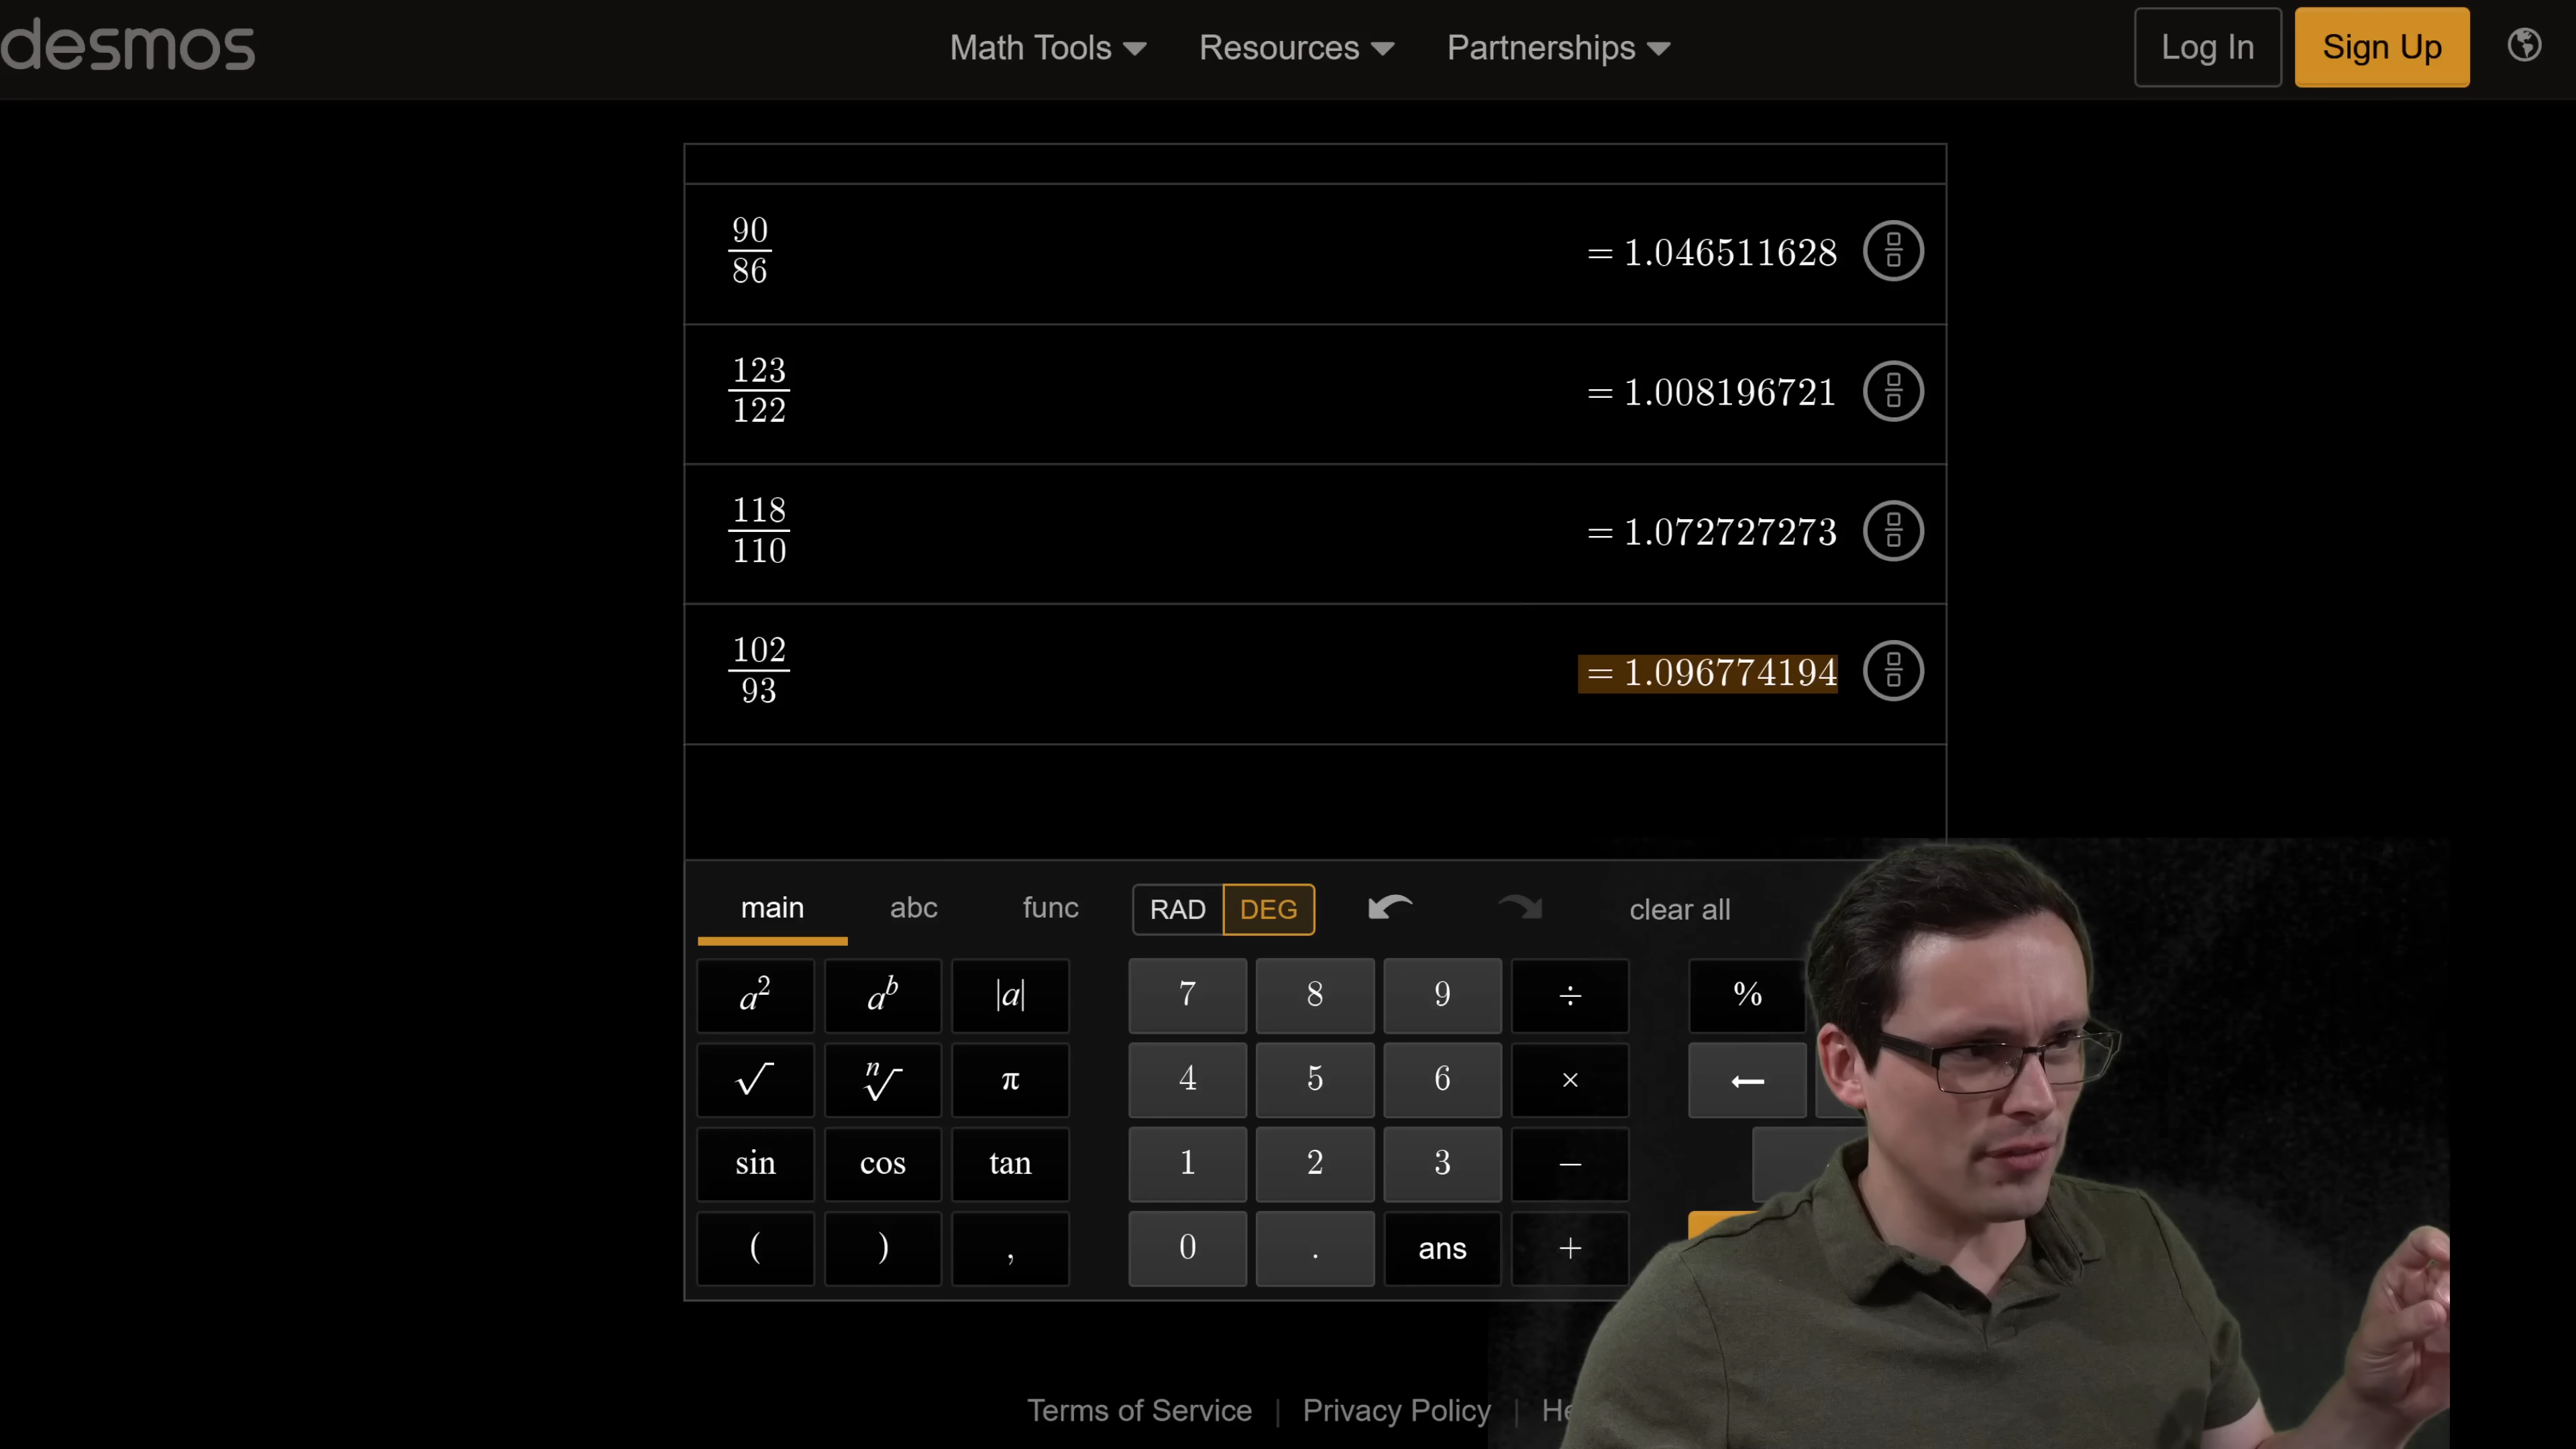 desmos
Math Tools
Resources
Partnerships
Log In
Sign Up
90
86
= 1.046511628
123
122
= 1.008196721
118
110
= 1.072727273
102
93
= 1.096774194
main
abc
func
RAD
DEG
clear all
a²
aᵇ
|a|
7
8
9
÷
%
√
ⁿ√
π
4
5
6
×
←
sin
cos
tan
1
2
3
−
(
)
,
0
.
ans
+
Terms of Service | Privacy Policy |